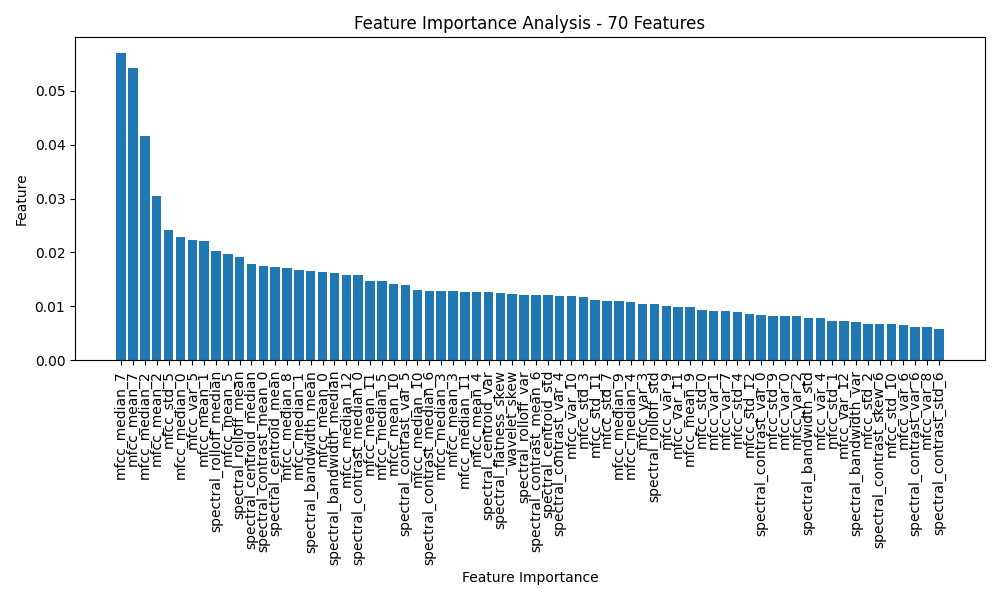 Feature Importance Analysis - 70 Features
Feature
0.05
0.04
0.03
0.02
0.01
0.00
mfcc_median_7
mfcc_mean_7
mfcc_median_2
mfcc_mean_2
mfcc_std_5
mfcc_median_0
mfcc_var_5
mfcc_mean_1
spectral_rolloff_median
mfcc_mean_5
spectral_rolloff_mean
spectral_centroid_median
spectral_contrast_mean_0
spectral_centroid_mean
mfcc_median_8
mfcc_median_1
spectral_bandwidth_mean
mfcc_mean_0
spectral_bandwidth_median
mfcc_median_12
spectral_contrast_median_0
mfcc_mean_11
mfcc_median_5
mfcc_mean_10
spectral_contrast_var_5
mfcc_median_10
spectral_contrast_median_6
mfcc_median_3
mfcc_mean_3
mfcc_median_11
mfcc_mean_4
spectral_centroid_var
spectral_flatness_skew
wavelet_skew
spectral_rolloff_var
spectral_contrast_mean_6
spectral_centroid_std
spectral_contrast_var_4
mfcc_var_10
mfcc_std_3
mfcc_std_11
mfcc_std_7
mfcc_median_9
mfcc_median_4
mfcc_var_3
spectral_rolloff_std
mfcc_var_9
mfcc_var_11
mfcc_mean_9
mfcc_std_0
mfcc_var_1
mfcc_var_7
mfcc_std_4
mfcc_std_12
spectral_contrast_var_0
mfcc_std_9
mfcc_var_0
mfcc_var_2
spectral_bandwidth_std
mfcc_var_4
mfcc_std_1
mfcc_var_12
spectral_bandwidth_var
mfcc_std_2
spectral_contrast_skew_6
mfcc_std_10
mfcc_var_6
spectral_contrast_var_6
mfcc_var_8
spectral_contrast_std_6
Feature Importance